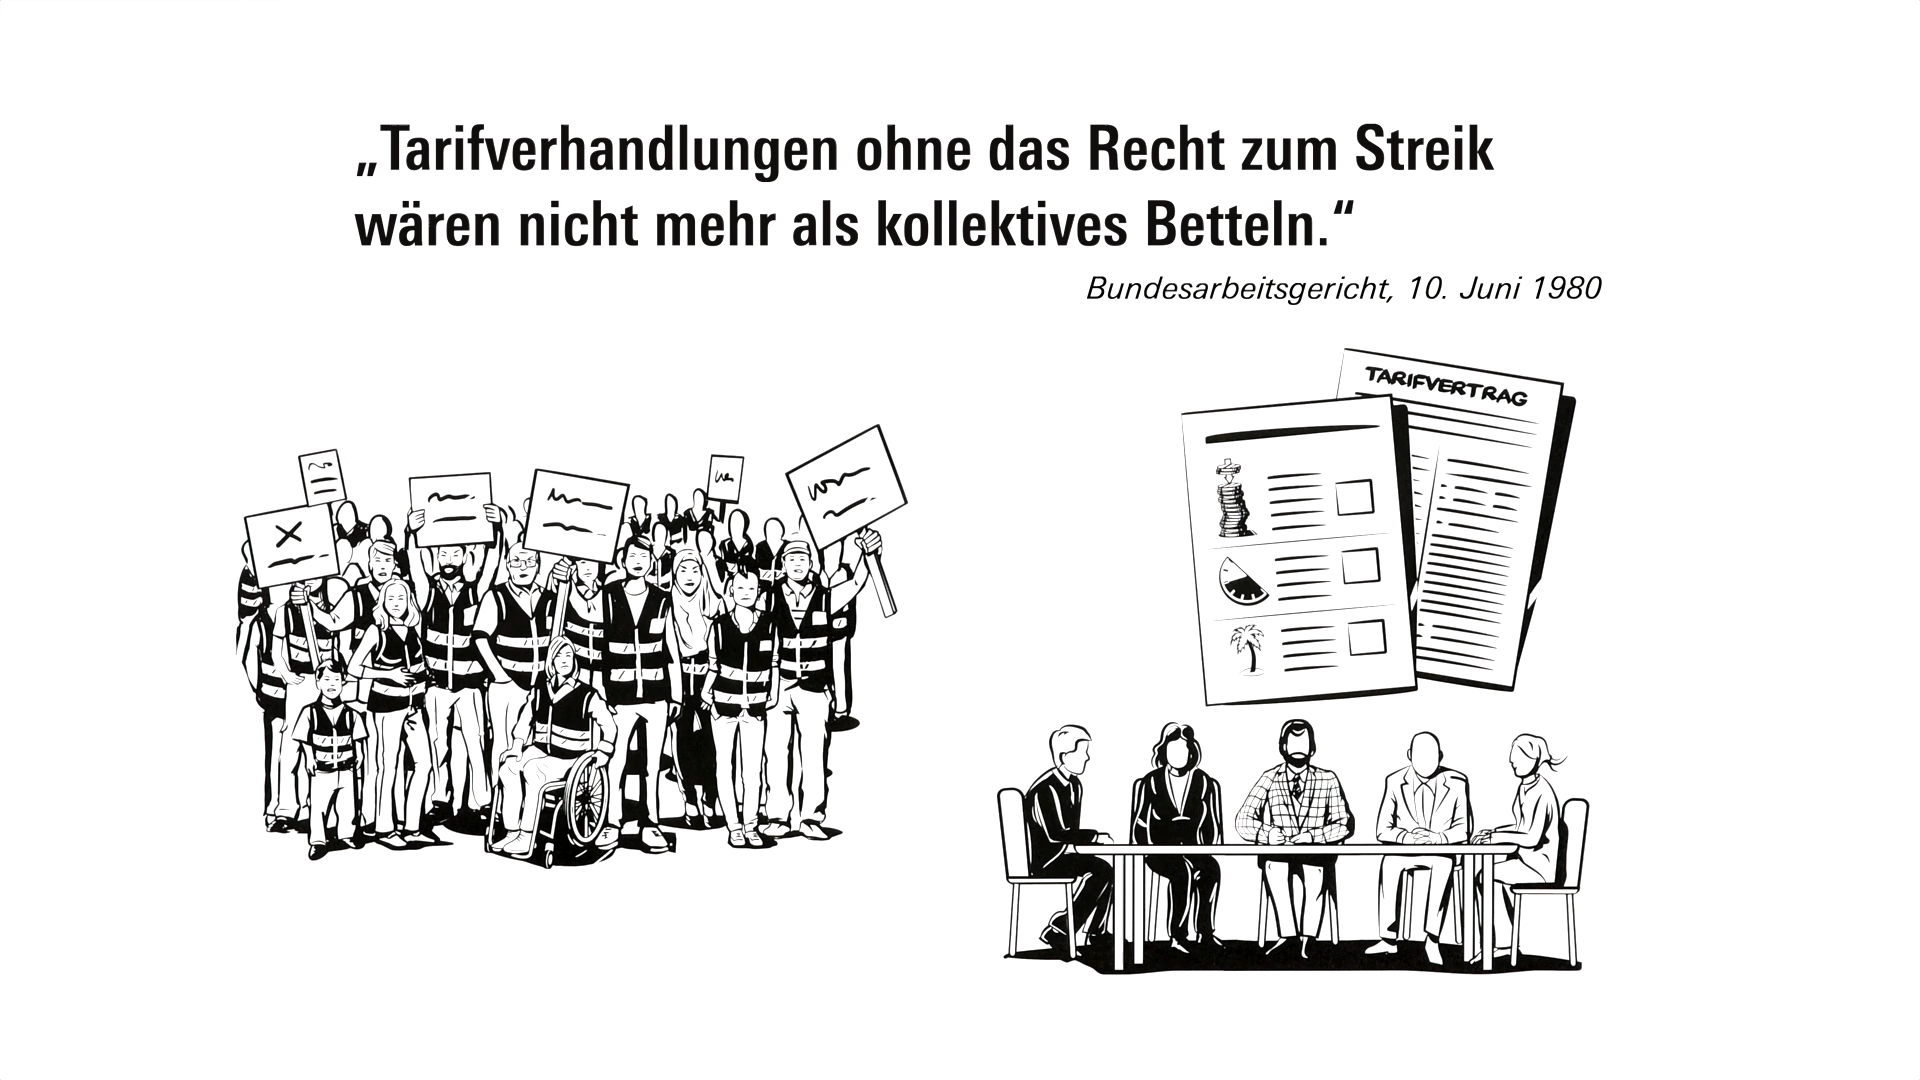 „Tarifverhandlungen ohne das Recht zum Streik
wären nicht mehr als kollektives Betteln.“
Bundesarbeitsgericht, 10. Juni 1980
TARIFVERTRAG